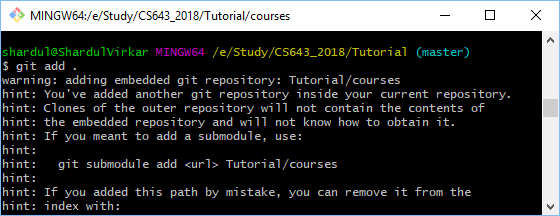 MINGW64:/e/Study/CS643_2018/Tutorial/courses
shardul@ShardulVirkar MINGW64 /e/Study/CS643_2018/Tutorial (master)
$ git add .
warning: adding embedded git repository: Tutorial/courses
hint: You've added another git repository inside your current repository.
hint: Clones of the outer repository will not contain the contents of
hint: the embedded repository and will not know how to obtain it.
hint: If you meant to add a submodule, use:
hint:
hint:   git submodule add <url> Tutorial/courses
hint:
hint: If you added this path by mistake, you can remove it from the
hint: index with: